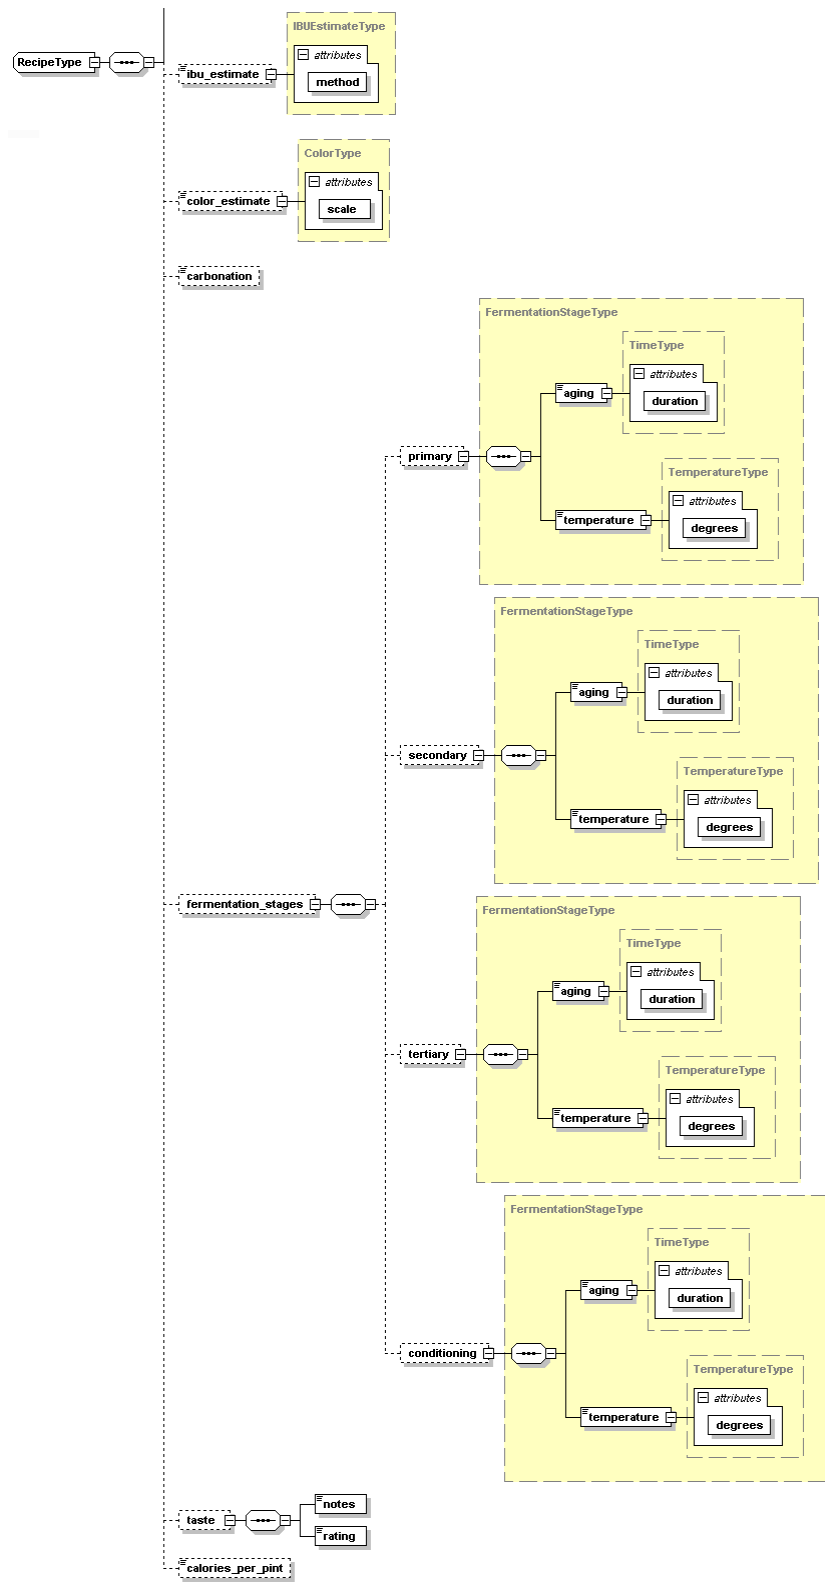 RecipeType
IBUEstimateType
attributes
ibu_estimate
method
ColorType
attributes
color_estimate
scale
carbonation
FermentationStageType
TimeType
attributes
aging
duration
primary
TemperatureType
attributes
temperature
degrees
FermentationStageType
TimeType
attributes
aging
duration
secondary
TemperatureType
attributes
temperature
degrees
fermentation_stages
FermentationStageType
TimeType
attributes
aging
duration
tertiary
TemperatureType
attributes
temperature
degrees
FermentationStageType
TimeType
attributes
aging
duration
conditioning
TemperatureType
attributes
temperature
degrees
taste
notes
rating
calories_per_pint